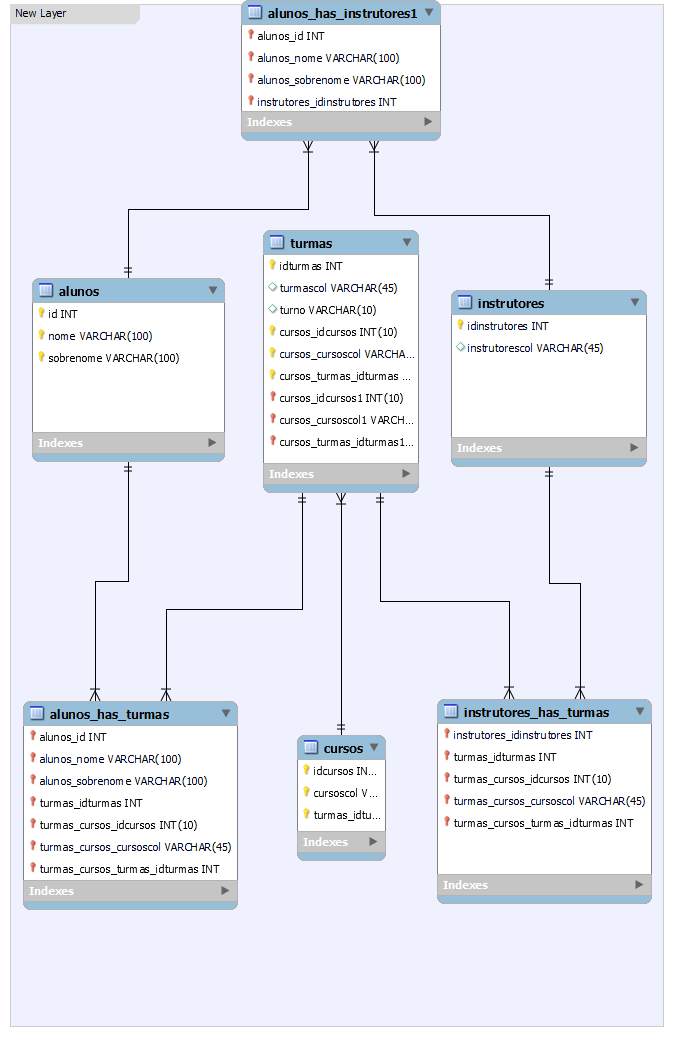 New Layer
alunos_has_instrutores1
alunos_id INT
alunos_nome VARCHAR(100)
alunos_sobrenome VARCHAR(100)
instrutores_idinstrutores INT
Indexes
turmas
idturmas INT
turmascol VARCHAR(45)
turno VARCHAR(10)
cursos_idcursos INT(10)
cursos_cursoscol VARCHA...
cursos_turmas_idturmas ...
cursos_idcursos1 INT(10)
cursos_cursoscol1 VARCH...
cursos_turmas_idturmas1...
Indexes
alunos
id INT
nome VARCHAR(100)
sobrenome VARCHAR(100)
Indexes
instrutores
idinstrutores INT
instrutorescol VARCHAR(45)
Indexes
alunos_has_turmas
alunos_id INT
alunos_nome VARCHAR(100)
alunos_sobrenome VARCHAR(100)
turmas_idturmas INT
turmas_cursos_idcursos INT(10)
turmas_cursos_cursoscol VARCHAR(45)
turmas_cursos_turmas_idturmas INT
Indexes
cursos
idcursos IN...
cursoscol V...
turmas_idtu...
Indexes
instrutores_has_turmas
instrutores_idinstrutores INT
turmas_idturmas INT
turmas_cursos_idcursos INT(10)
turmas_cursos_cursoscol VARCHAR(45)
turmas_cursos_turmas_idturmas INT
Indexes